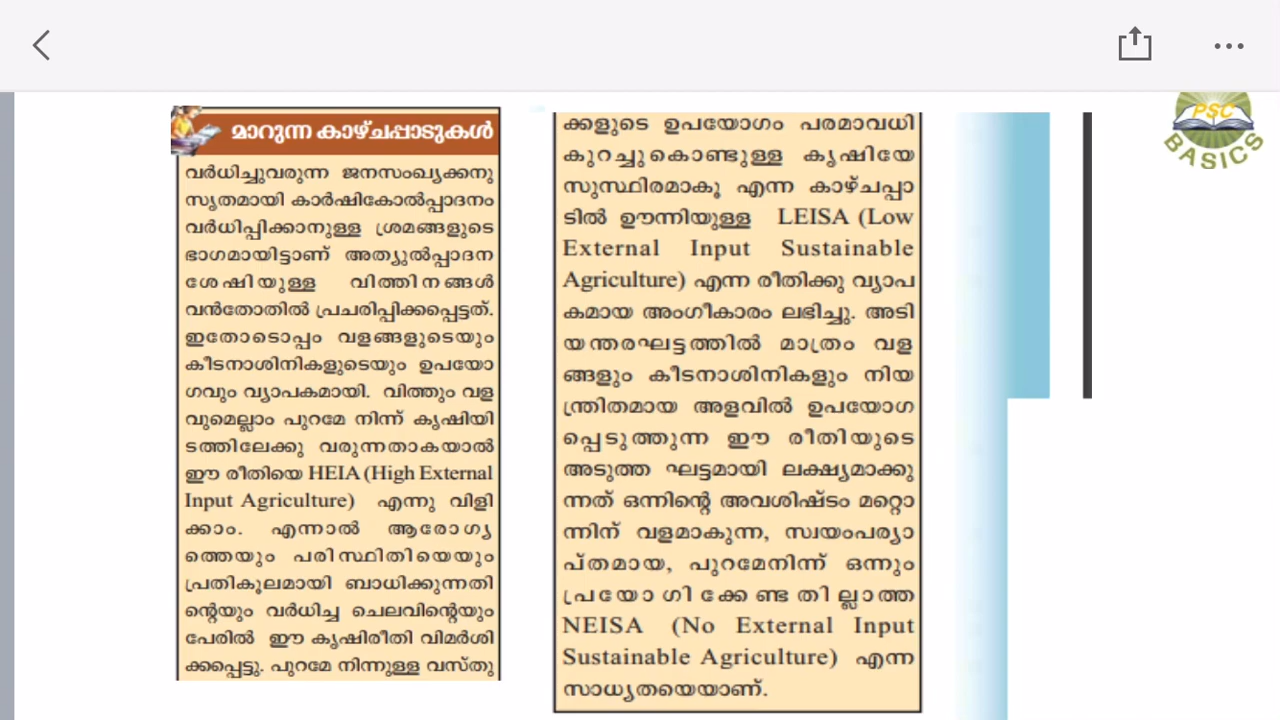 മാറുന്ന കാഴ്ചപ്പാടുകൾ
വർധിച്ചുവരുന്ന ജനസംഖ്യക്കനു
സൃതമായി കാർഷികോൽപ്പാദനം
വർധിപ്പിക്കാനുള്ള ശ്രമങ്ങളുടെ
ഭാഗമായിട്ടാണ് അത്യുൽപ്പാദന
ശേഷിയുള്ള വിത്തിനങ്ങൾ
വൻതോതിൽ പ്രചരിപ്പിക്കപ്പെട്ടത്.
ഇതോടൊപ്പം വളങ്ങളുടെയും
കീടനാശിനികളുടെയും ഉപയോ
ഗവും വ്യാപകമായി. വിത്തും വള
വുമെല്ലാം പുറമേ നിന്ന് കൃഷിയി
ടത്തിലേക്കു വരുന്നതാകയാൽ
ഈ രീതിയെ HEIA (High External
Input Agriculture) എന്നു വിളി
ക്കാം. എന്നാൽ ആരോഗ്യ
ത്തെയും പരിസ്ഥിതിയെയും
പ്രതികൂലമായി ബാധിക്കുന്നതി
ന്റെയും വർധിച്ച ചെലവിന്റെയും
പേരിൽ ഈ കൃഷിരീതി വിമർശി
ക്കപ്പെട്ടു. പുറമേ നിന്നുള്ള വസ്തു
ക്കളുടെ ഉപയോഗം പരമാവധി
കുറച്ചുകൊണ്ടുള്ള കൃഷിയേ
സുസ്ഥിരമാകൂ എന്ന കാഴ്ചപ്പാ
ടിൽ ഊന്നിയുള്ള LEISA (Low
External Input Sustainable
Agriculture) എന്ന രീതിക്കു വ്യാപ
കമായ അംഗീകാരം ലഭിച്ചു. അടി
യന്തരഘട്ടത്തിൽ മാത്രം വള
ങ്ങളും കീടനാശിനികളും നിയ
ന്ത്രിതമായ അളവിൽ ഉപയോഗ
പ്പെടുത്തുന്ന ഈ രീതിയുടെ
അടുത്ത ഘട്ടമായി ലക്ഷ്യമാക്കു
ന്നത് ഒന്നിന്റെ അവശിഷ്ടം മറ്റൊ
ന്നിന് വളമാകുന്ന, സ്വയംപര്യാ
പ്തമായ, പുറമേനിന്ന് ഒന്നും
പ്രയോഗിക്കേണ്ടതില്ലാത്ത
NEISA (No External Input
Sustainable Agriculture) എന്ന
സാധ്യതയെയാണ്.
PSC
BASICS